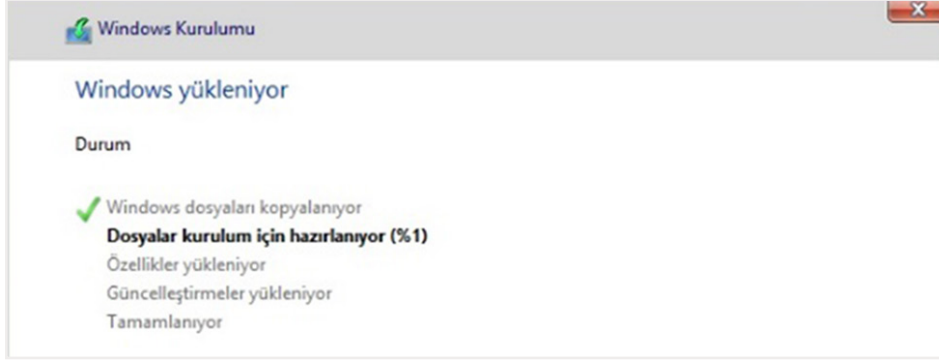 Windows Kurulumu
Windows yükleniyor
Durum
Windows dosyaları kopyalanıyor
Dosyalar kurulum için hazırlanıyor (%1)
Özellikler yükleniyor
Güncelleştirmeler yükleniyor
Tamamlanıyor